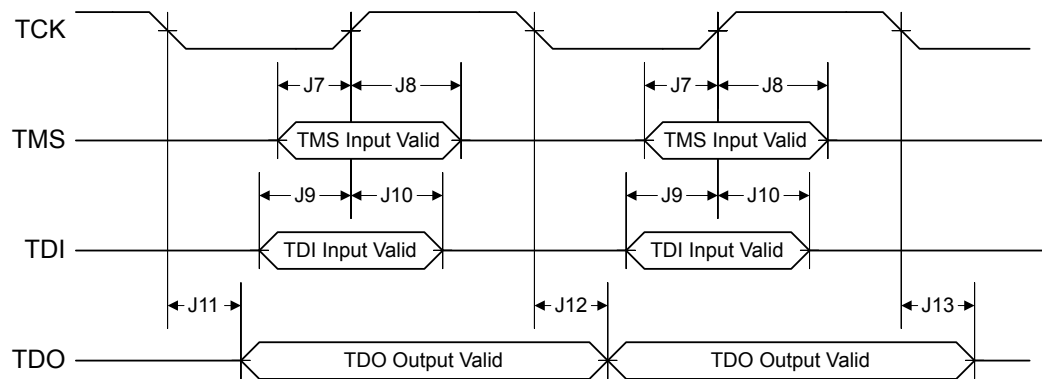 TCK
J7 J8 J7 J8
TMS TMS Input Valid TMS Input Valid
J9 J10 J9 J10
TDI TDI Input Valid TDI Input Valid
J11 J12 J13
TDO TDO Output Valid TDO Output Valid